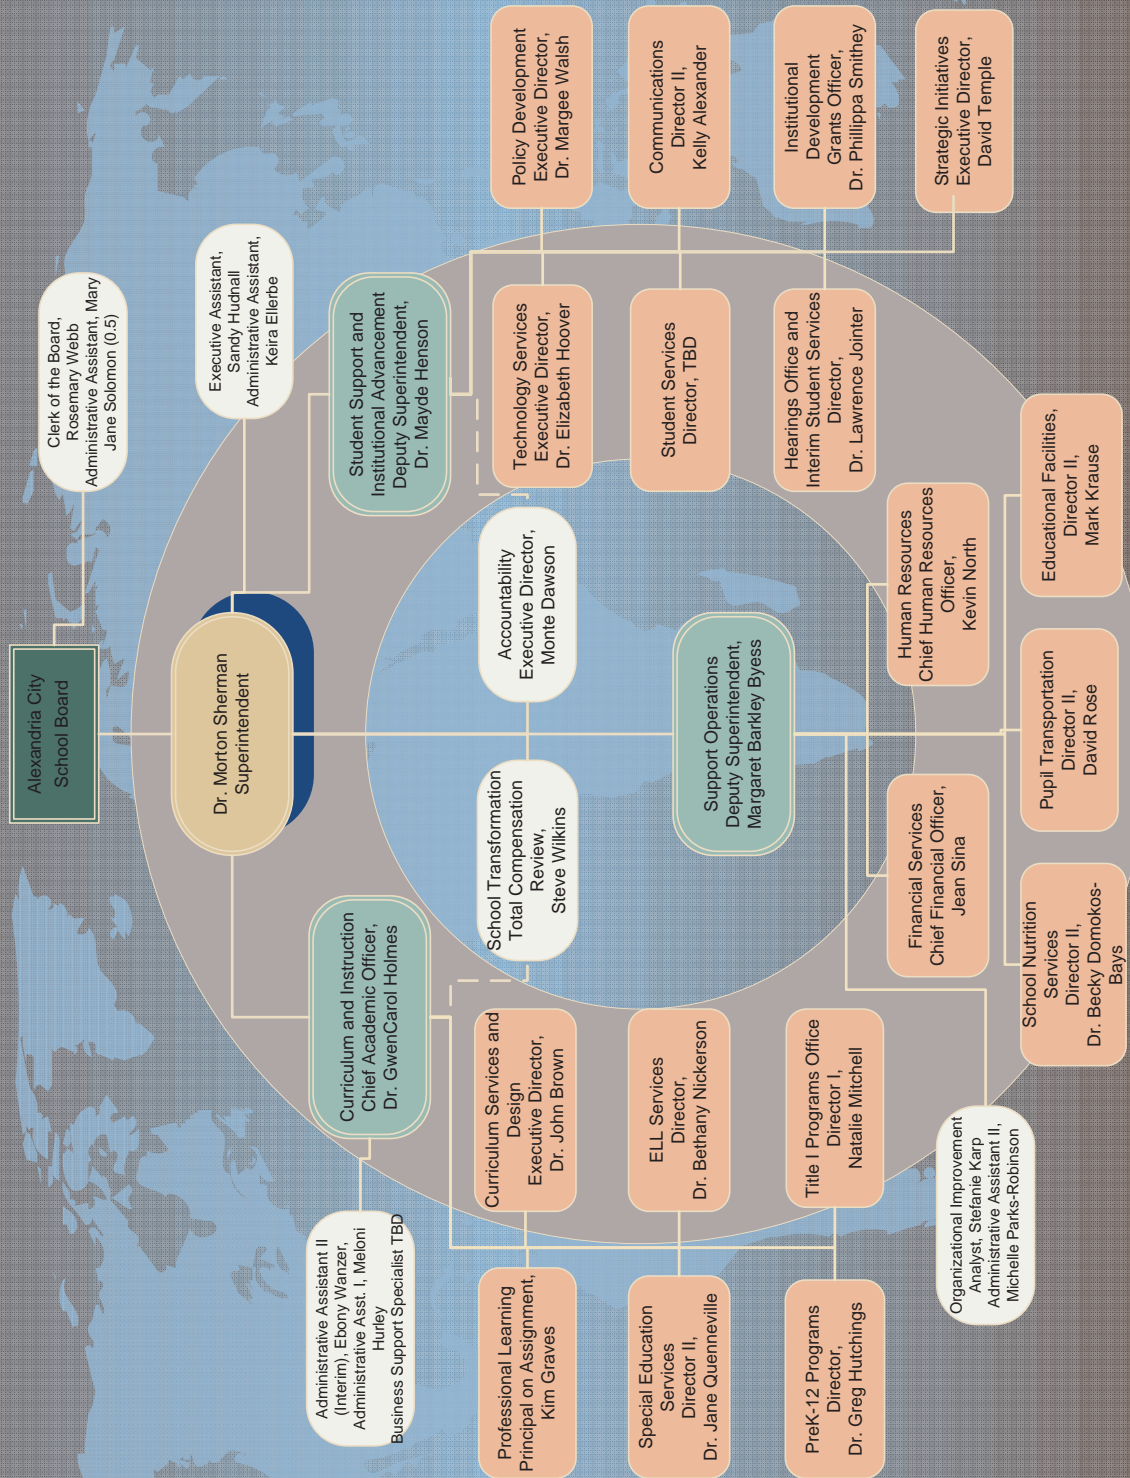 Alexandria City
School Board
Clerk of the Board,
Rosemary Webb
Administrative Assistant, Mary
Jane Solomon (0.5)
Dr. Morton Sherman
Superintendent
Executive Assistant,
Sandy Hudnall
Administrative Assistant,
Keira Ellerbe
Administrative Assistant II
(Interim), Ebony Wanzer,
Administrative Asst. I, Meloni
Hurley
Business Support Specialist TBD
Curriculum and Instruction
Chief Academic Officer,
Dr. GwenCarol Holmes
Student Support and
Institutional Advancement
Deputy Superintendent,
Dr. Mayde Henson
Professional Learning
Principal on Assignment,
Kim Graves
Curriculum Services and
Design
Executive Director,
Dr. John Brown
School Transformation
Total Compensation
Review,
Steve Wilkins
Accountability
Executive Director,
Monte Dawson
Technology Services
Executive Director,
Dr. Elizabeth Hoover
Policy Development
Executive Director,
Dr. Margee Walsh
Special Education
Services
Director II,
Dr. Jane Quenneville
ELL Services
Director,
Dr. Bethany Nickerson
Support Operations
Deputy Superintendent,
Margaret Barkley Byess
Student Services
Director, TBD
Communications
Director II,
Kelly Alexander
PreK-12 Programs
Director,
Dr. Greg Hutchings
Title I Programs Office
Director I,
Natalie Mitchell
Hearings Office and
Interim Student Services
Director,
Dr. Lawrence Jointer
Institutional
Development
Grants Officer,
Dr. Phillippa Smithey
Financial Services
Chief Financial Officer,
Jean Sina
Human Resources
Chief Human Resources
Officer,
Kevin North
Strategic Initiatives
Executive Director,
David Temple
Organizational Improvement
Analyst, Stefanie Karp
Administrative Assistant II,
Michelle Parks-Robinson
School Nutrition
Services
Director II,
Dr. Becky Domokos-
Bays
Pupil Transportation
Director II,
David Rose
Educational Facilities,
Director II,
Mark Krause